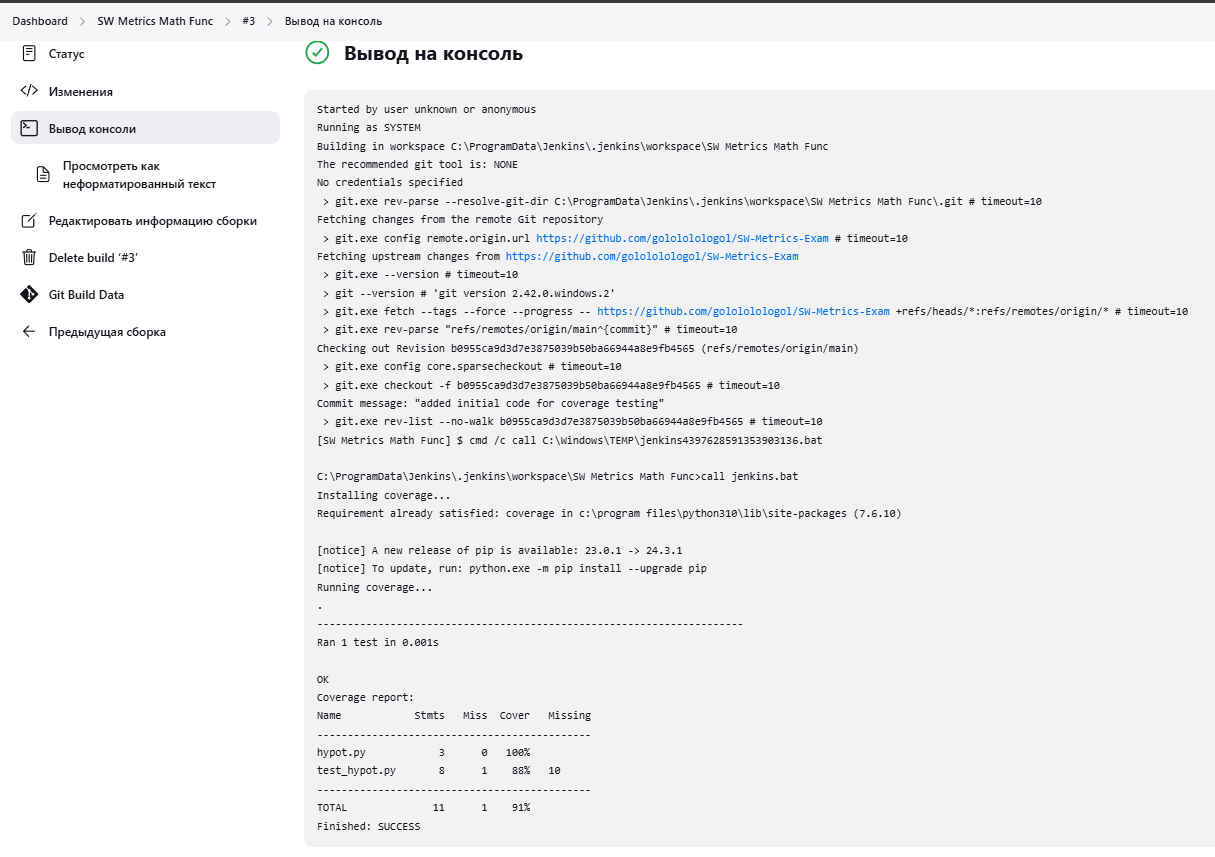 Dashboard > SW Metrics Math Func > #3 > Вывод на консоль
Статус
Изменения
Вывод консоли
Просмотреть как
неформатированный текст
Редактировать информацию сборки
Delete build ‘#3’
Git Build Data
Предыдущая сборка
Вывод на консоль
Started by user unknown or anonymous
Running as SYSTEM
Building in workspace C:\ProgramData\Jenkins\.jenkins\workspace\SW Metrics Math Func
The recommended git tool is: NONE
No credentials specified
 > git.exe rev-parse --resolve-git-dir C:\ProgramData\Jenkins\.jenkins\workspace\SW Metrics Math Func\.git # timeout=10
Fetching changes from the remote Git repository
 > git.exe config remote.origin.url https://github.com/gololololologol/SW-Metrics-Exam # timeout=10
Fetching upstream changes from https://github.com/gololololologol/SW-Metrics-Exam
 > git.exe --version # timeout=10
 > git --version # 'git version 2.42.0.windows.2'
 > git.exe fetch --tags --force --progress -- https://github.com/gololololologol/SW-Metrics-Exam +refs/heads/*:refs/remotes/origin/* # timeout=10
 > git.exe rev-parse "refs/remotes/origin/main^{commit}" # timeout=10
Checking out Revision b0955ca9d3d7e3875039b50ba66944a8e9fb4565 (refs/remotes/origin/main)
 > git.exe config core.sparsecheckout # timeout=10
 > git.exe checkout -f b0955ca9d3d7e3875039b50ba66944a8e9fb4565 # timeout=10
Commit message: "added initial code for coverage testing"
 > git.exe rev-list --no-walk b0955ca9d3d7e3875039b50ba66944a8e9fb4565 # timeout=10
[SW Metrics Math Func] $ cmd /c call C:\Windows\TEMP\jenkins4397628591353903136.bat
C:\ProgramData\Jenkins\.jenkins\workspace\SW Metrics Math Func>call jenkins.bat
Installing coverage...
Requirement already satisfied: coverage in c:\program files\python310\lib\site-packages (7.6.10)
[notice] A new release of pip is available: 23.0.1 -> 24.3.1
[notice] To update, run: python.exe -m pip install --upgrade pip
Running coverage...
.
----------------------------------------------------------------------
Ran 1 test in 0.001s
OK
Coverage report:
Name            Stmts   Miss  Cover   Missing
---------------------------------------------
hypot.py            3      0   100%
test_hypot.py       8      1    88%   10
---------------------------------------------
TOTAL              11      1    91%
Finished: SUCCESS